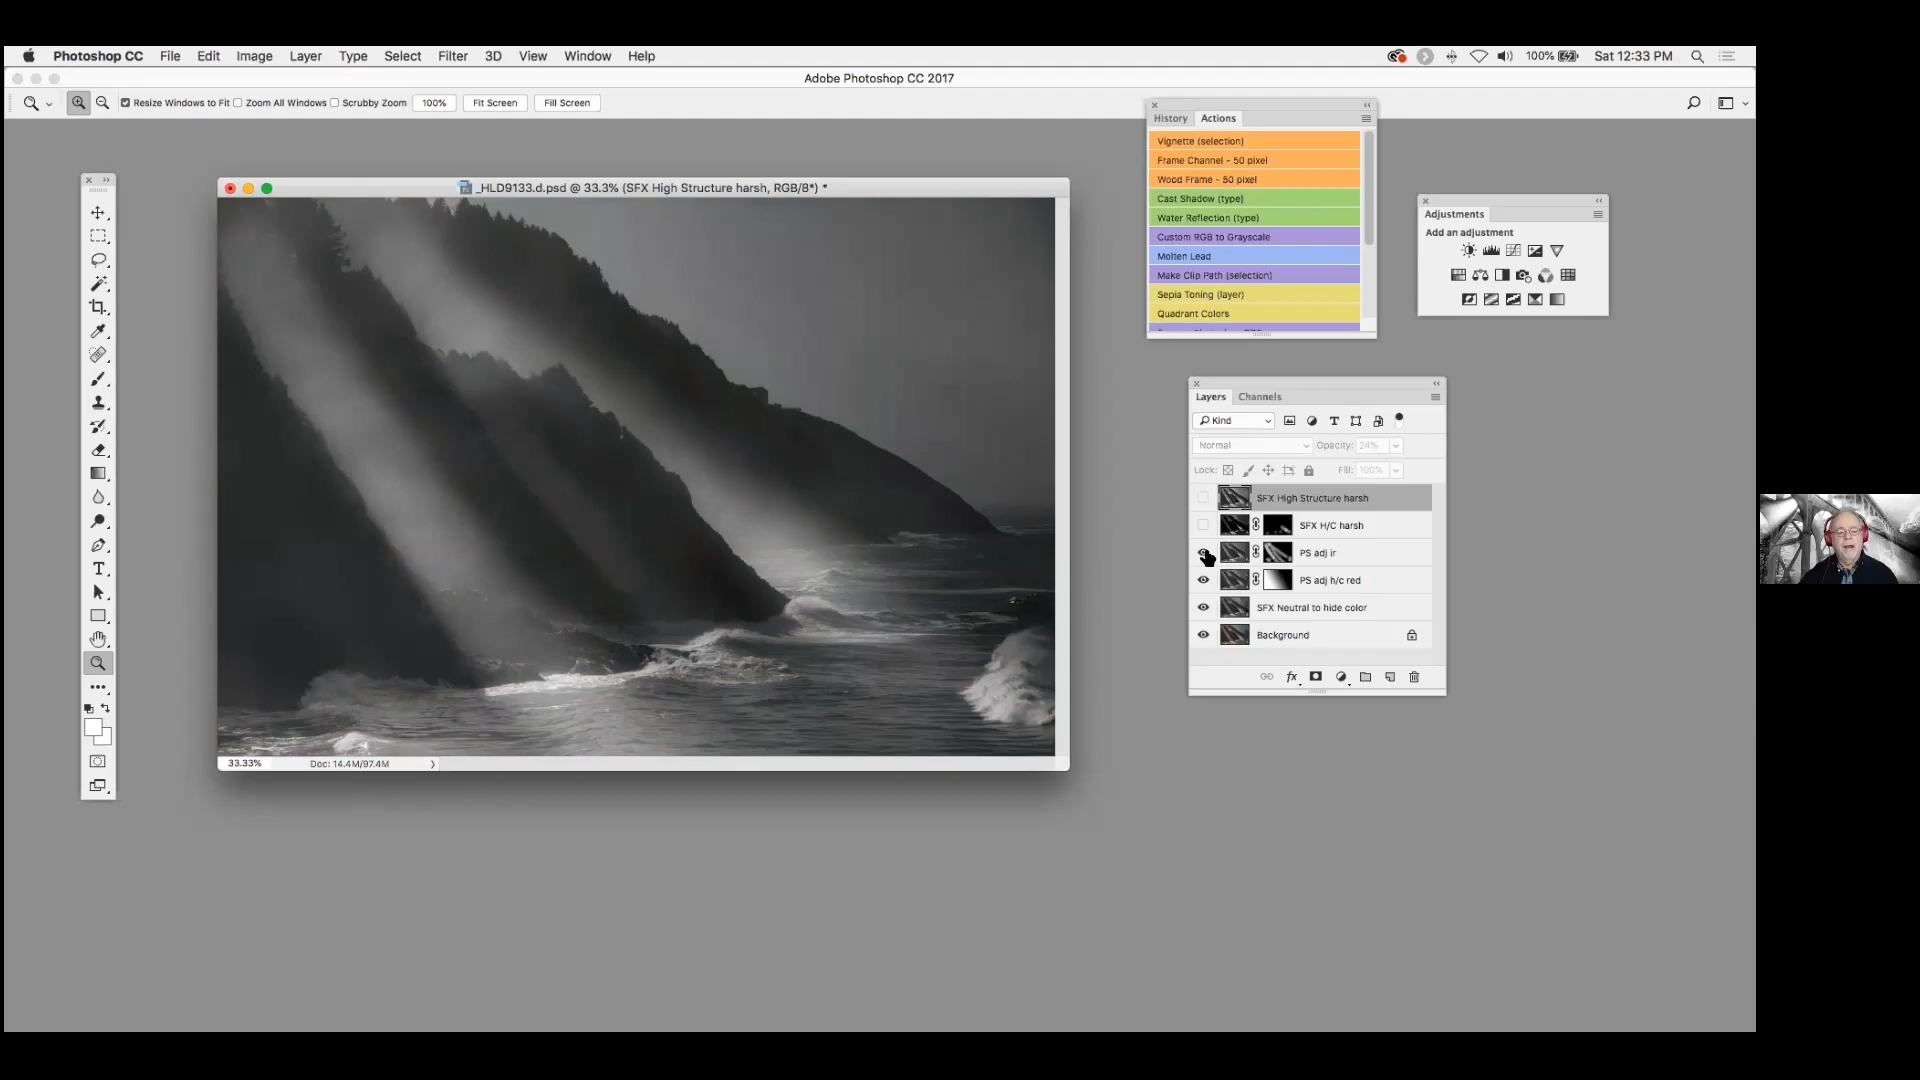 Photoshop CC File Edit Image Layer Type Select Filter 3D View Window Help 100% Sat 12:33 PM
Adobe Photoshop CC 2017
Resize Windows to Fit Zoom All Windows Scrubby Zoom 100% Fit Screen Fill Screen
History Actions
Vignette (selection)
Frame Channel - 50 pixel
Wood Frame - 50 pixel
Cast Shadow (type)
Water Reflection (type)
Custom RGB to Grayscale
Molten Lead
Make Clip Path (selection)
Sepia Toning (layer)
Quadrant Colors
Adjustments
Add an adjustment
_HLD9133.d.psd @ 33.3% (SFX High Structure harsh, RGB/8*) *
33.33% Doc: 14.4M/97.4M
Layers Channels
Kind
Normal Opacity: 24%
Lock: Fill: 100%
SFX High Structure harsh
SFX H/C harsh
PS adj ir
PS adj h/c red
SFX Neutral to hide color
Background
fx